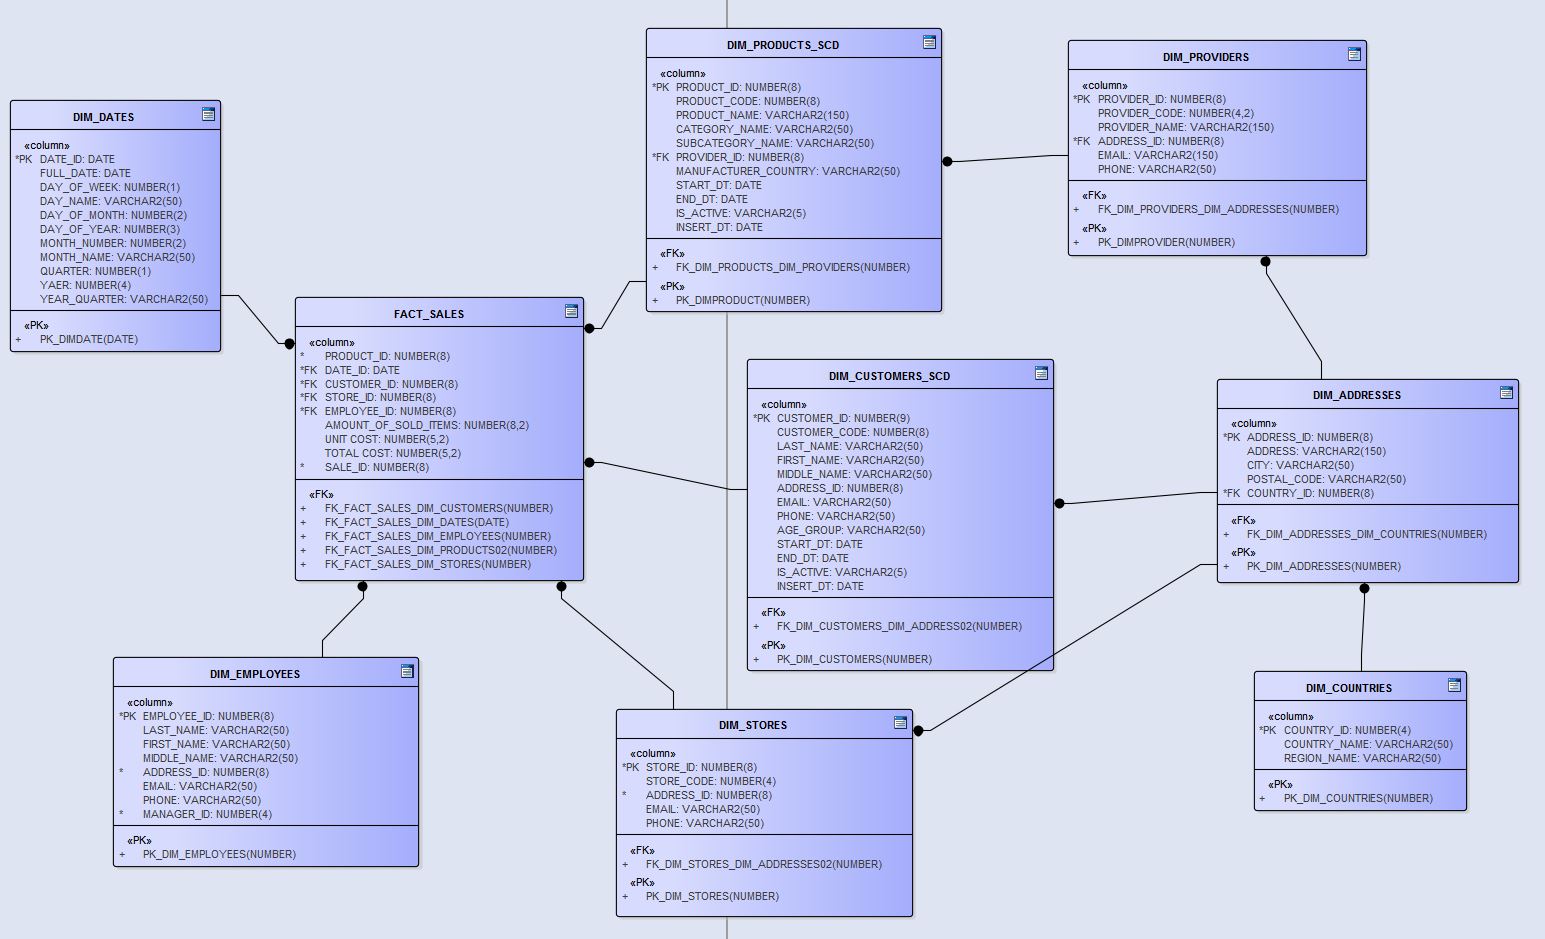 DIM_DATES
«column»
*PK DATE_ID: DATE
FULL_DATE: DATE
DAY_OF_WEEK: NUMBER(1)
DAY_NAME: VARCHAR2(50)
DAY_OF_MONTH: NUMBER(2)
DAY_OF_YEAR: NUMBER(3)
MONTH_NUMBER: NUMBER(2)
MONTH_NAME: VARCHAR2(50)
QUARTER: NUMBER(1)
YAER: NUMBER(4)
YEAR_QUARTER: VARCHAR2(50)
«PK»
+ PK_DIMDATE(DATE)
DIM_PRODUCTS_SCD
«column»
*PK PRODUCT_ID: NUMBER(8)
PRODUCT_CODE: NUMBER(8)
PRODUCT_NAME: VARCHAR2(150)
CATEGORY_NAME: VARCHAR2(50)
SUBCATEGORY_NAME: VARCHAR2(50)
*FK PROVIDER_ID: NUMBER(8)
MANUFACTURER_COUNTRY: VARCHAR2(50)
START_DT: DATE
END_DT: DATE
IS_ACTIVE: VARCHAR2(5)
INSERT_DT: DATE
«FK»
+ FK_DIM_PRODUCTS_DIM_PROVIDERS(NUMBER)
«PK»
+ PK_DIMPRODUCT(NUMBER)
DIM_PROVIDERS
«column»
*PK PROVIDER_ID: NUMBER(8)
PROVIDER_CODE: NUMBER(4,2)
PROVIDER_NAME: VARCHAR2(150)
*FK ADDRESS_ID: NUMBER(8)
EMAIL: VARCHAR2(150)
PHONE: VARCHAR2(50)
«FK»
+ FK_DIM_PROVIDERS_DIM_ADDRESSES(NUMBER)
«PK»
+ PK_DIMPROVIDER(NUMBER)
FACT_SALES
«column»
* PRODUCT_ID: NUMBER(8)
*FK DATE_ID: DATE
*FK CUSTOMER_ID: NUMBER(8)
*FK STORE_ID: NUMBER(8)
*FK EMPLOYEE_ID: NUMBER(8)
AMOUNT_OF_SOLD_ITEMS: NUMBER(8,2)
UNIT COST: NUMBER(5,2)
TOTAL COST: NUMBER(5,2)
* SALE_ID: NUMBER(8)
«FK»
+ FK_FACT_SALES_DIM_CUSTOMERS(NUMBER)
+ FK_FACT_SALES_DIM_DATES(DATE)
+ FK_FACT_SALES_DIM_EMPLOYEES(NUMBER)
+ FK_FACT_SALES_DIM_PRODUCTS02(NUMBER)
+ FK_FACT_SALES_DIM_STORES(NUMBER)
DIM_CUSTOMERS_SCD
«column»
*PK CUSTOMER_ID: NUMBER(9)
CUSTOMER_CODE: NUMBER(8)
LAST_NAME: VARCHAR2(50)
FIRST_NAME: VARCHAR2(50)
MIDDLE_NAME: VARCHAR2(50)
ADDRESS_ID: NUMBER(8)
EMAIL: VARCHAR2(50)
PHONE: VARCHAR2(50)
AGE_GROUP: VARCHAR2(50)
START_DT: DATE
END_DT: DATE
IS_ACTIVE: VARCHAR2(5)
INSERT_DT: DATE
«FK»
+ FK_DIM_CUSTOMERS_DIM_ADDRESS02(NUMBER)
«PK»
+ PK_DIM_CUSTOMERS(NUMBER)
DIM_ADDRESSES
«column»
*PK ADDRESS_ID: NUMBER(8)
ADDRESS: VARCHAR2(150)
CITY: VARCHAR2(50)
POSTAL_CODE: VARCHAR2(50)
*FK COUNTRY_ID: NUMBER(8)
«FK»
+ FK_DIM_ADDRESSES_DIM_COUNTRIES(NUMBER)
«PK»
+ PK_DIM_ADDRESSES(NUMBER)
DIM_EMPLOYEES
«column»
*PK EMPLOYEE_ID: NUMBER(8)
LAST_NAME: VARCHAR2(50)
FIRST_NAME: VARCHAR2(50)
MIDDLE_NAME: VARCHAR2(50)
* ADDRESS_ID: NUMBER(8)
EMAIL: VARCHAR2(50)
PHONE: VARCHAR2(50)
* MANAGER_ID: NUMBER(4)
«PK»
+ PK_DIM_EMPLOYEES(NUMBER)
DIM_STORES
«column»
*PK STORE_ID: NUMBER(8)
STORE_CODE: NUMBER(4)
* ADDRESS_ID: NUMBER(8)
EMAIL: VARCHAR2(50)
PHONE: VARCHAR2(50)
«FK»
+ FK_DIM_STORES_DIM_ADDRESSES02(NUMBER)
«PK»
+ PK_DIM_STORES(NUMBER)
DIM_COUNTRIES
«column»
*PK COUNTRY_ID: NUMBER(4)
COUNTRY_NAME: VARCHAR2(50)
REGION_NAME: VARCHAR2(50)
«PK»
+ PK_DIM_COUNTRIES(NUMBER)